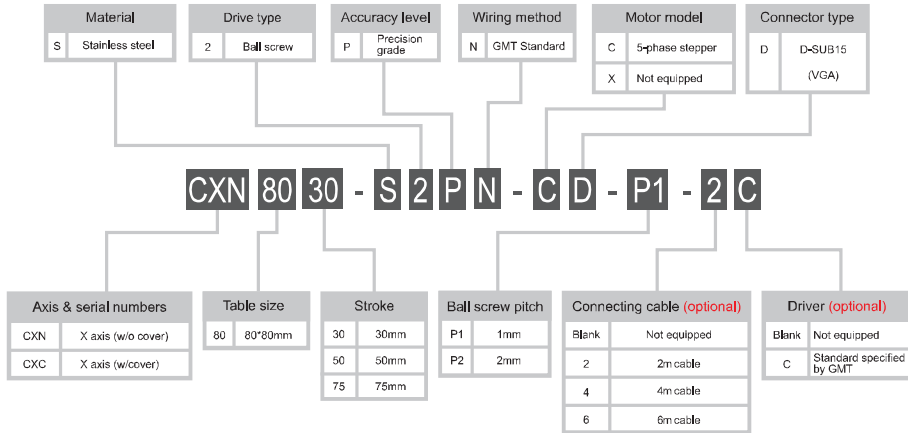 Material
S Stainless steel
Drive type
2 Ball screw
Accuracy level
P Precision
grade
Wiring method
N GMT Standard
Motor model
C 5-phase stepper
X Not equipped
Connector type
D D-SUB15
(VGA)
CXN 80 30 - S 2 P N - C D - P1 - 2 C
Axis & serial numbers
CXN X axis (w/o cover)
CXC X axis (w/cover)
Table size
80 80*80mm
Stroke
30 30mm
50 50mm
75 75mm
Ball screw pitch
P1 1mm
P2 2mm
Connecting cable (optional)
Blank Not equipped
2 2m cable
4 4m cable
6 6m cable
Driver (optional)
Blank Not equipped
C Standard specified
by GMT